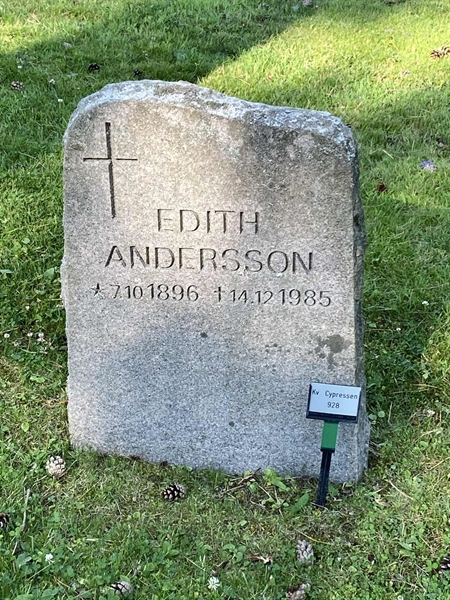 EDITH
ANDERSSON
* 7.10 1896 † 14.12 1985
Kv Cypressen
928